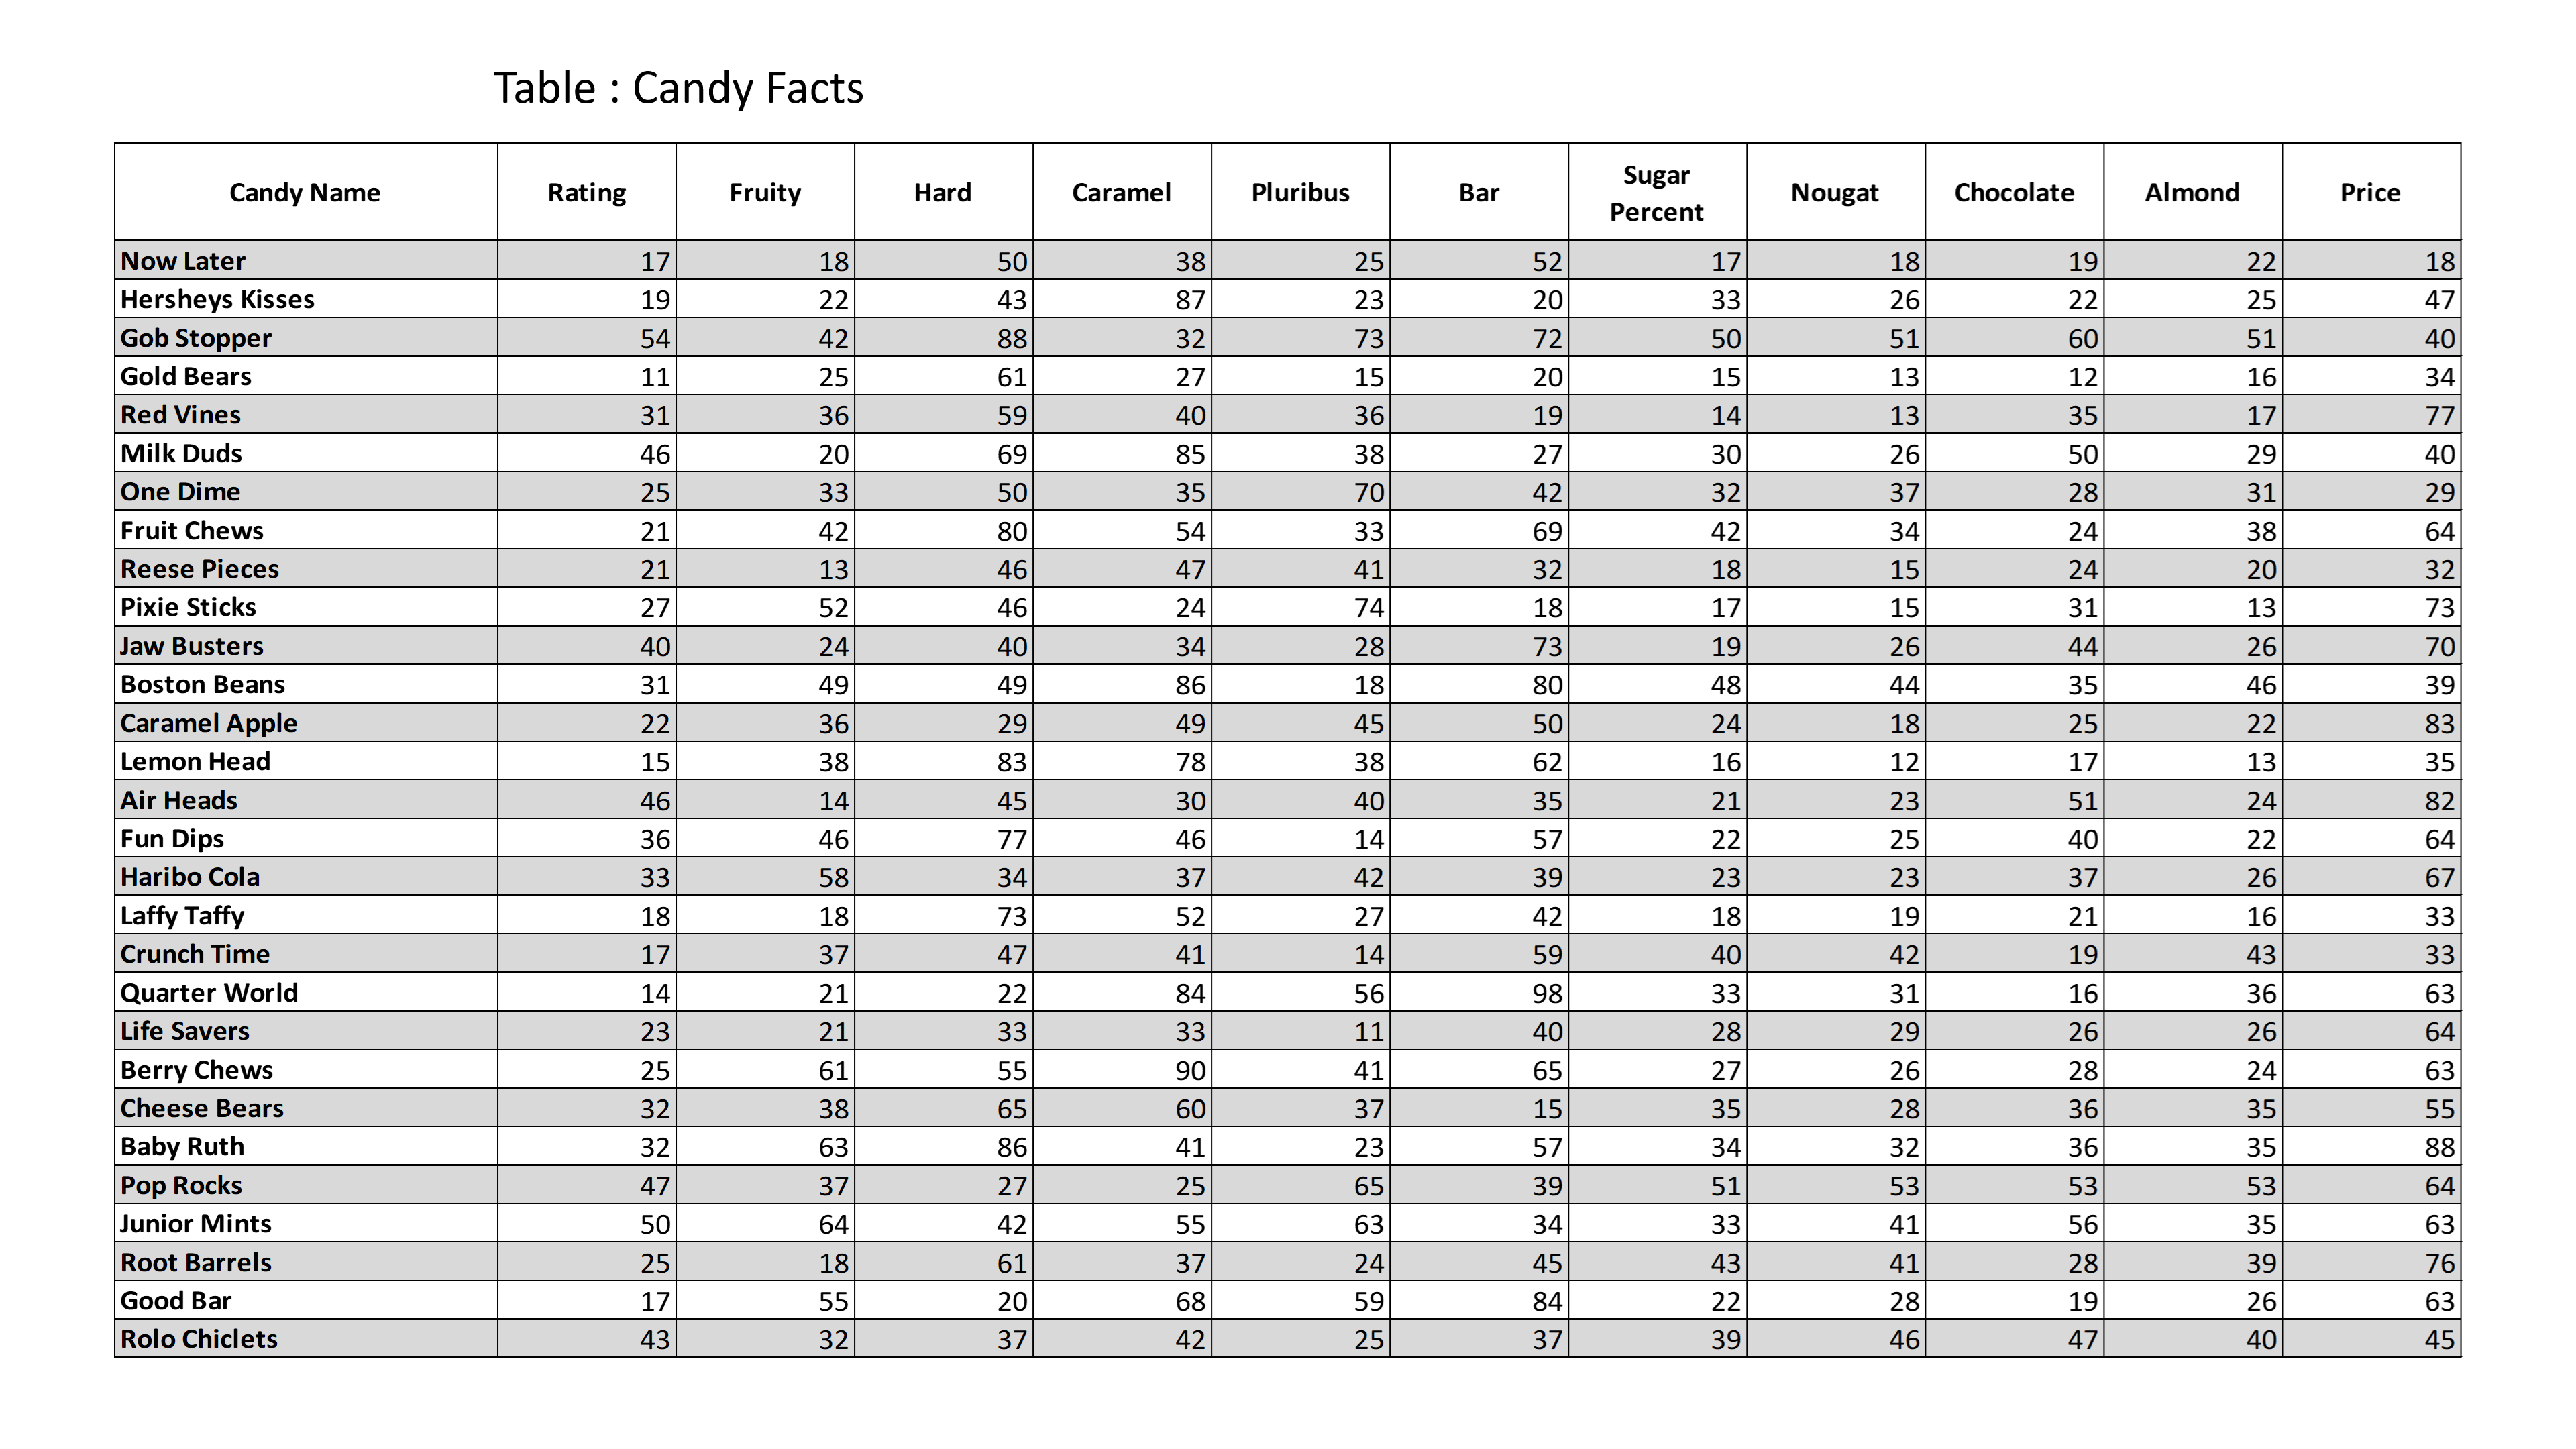 Table : Candy Facts
Candy Name Rating Fruity Hard Caramel Pluribus Bar Sugar Percent Nougat Chocolate Almond Price
Now Later 17 18 50 38 25 52 17 18 19 22 18
Hersheys Kisses 19 22 43 87 23 20 33 26 22 25 47
Gob Stopper 54 42 88 32 73 72 50 51 60 51 40
Gold Bears 11 25 61 27 15 20 15 13 12 16 34
Red Vines 31 36 59 40 36 19 14 13 35 17 77
Milk Duds 46 20 69 85 38 27 30 26 50 29 40
One Dime 25 33 50 35 70 42 32 37 28 31 29
Fruit Chews 21 42 80 54 33 69 42 34 24 38 64
Reese Pieces 21 13 46 47 41 32 18 15 24 20 32
Pixie Sticks 27 52 46 24 74 18 17 15 31 13 73
Jaw Busters 40 24 40 34 28 73 19 26 44 26 70
Boston Beans 31 49 49 86 18 80 48 44 35 46 39
Caramel Apple 22 36 29 49 45 50 24 18 25 22 83
Lemon Head 15 38 83 78 38 62 16 12 17 13 35
Air Heads 46 14 45 30 40 35 21 23 51 24 82
Fun Dips 36 46 77 46 14 57 22 25 40 22 64
Haribo Cola 33 58 34 37 42 39 23 23 37 26 67
Laffy Taffy 18 18 73 52 27 42 18 19 21 16 33
Crunch Time 17 37 47 41 14 59 40 42 19 43 33
Quarter World 14 21 22 84 56 98 33 31 16 36 63
Life Savers 23 21 33 33 11 40 28 29 26 26 64
Berry Chews 25 61 55 90 41 65 27 26 28 24 63
Cheese Bears 32 38 65 60 37 15 35 28 36 35 55
Baby Ruth 32 63 86 41 23 57 34 32 36 35 88
Pop Rocks 47 37 27 25 65 39 51 53 53 53 64
Junior Mints 50 64 42 55 63 34 33 41 56 35 63
Root Barrels 25 18 61 37 24 45 43 41 28 39 76
Good Bar 17 55 20 68 59 84 22 28 19 26 63
Rolo Chiclets 43 32 37 42 25 37 39 46 47 40 45